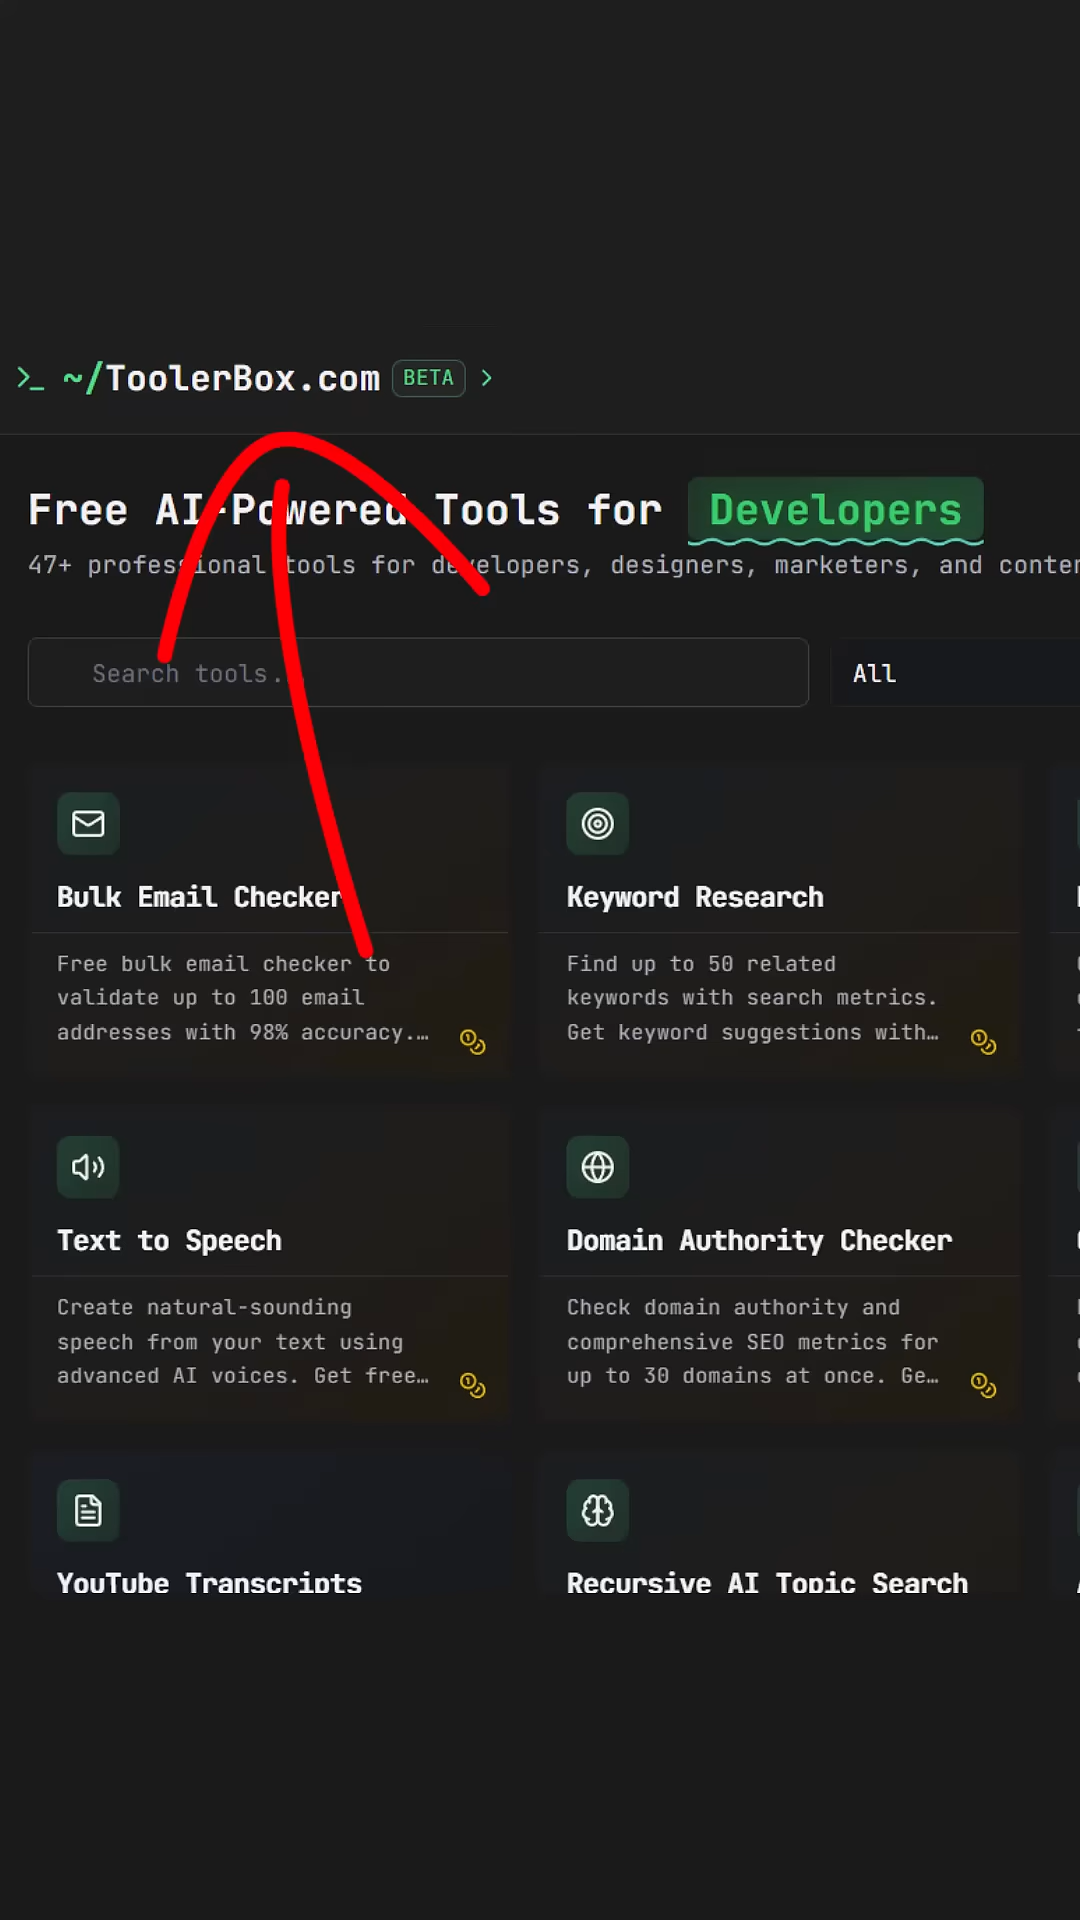 ~/ToolerBox.com BETA
Free AI-Powered Tools for Developers
47+ professional tools for developers, designers, marketers, and
Search tools...
All
Bulk Email Checker
Free bulk email checker to
validate up to 100 email
addresses with 98% accuracy.…
Keyword Research
Find up to 50 related
keywords with search metrics.
Get keyword suggestions with…
Text to Speech
Create natural-sounding
speech from your text using
advanced AI voices. Get free…
Domain Authority Checker
Check domain authority and
comprehensive SEO metrics for
up to 30 domains at once. Ge…
YouTube Transcripts
Recursive AI Topic Search